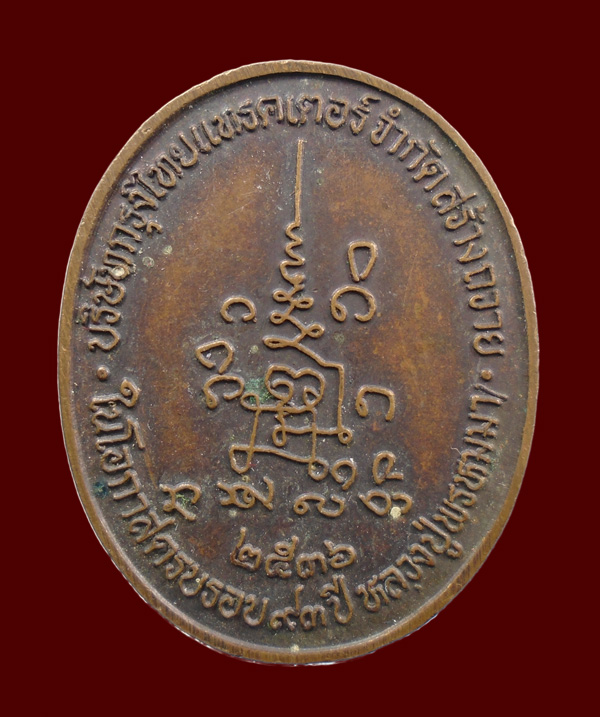 บริษัทกรุงไทยแทรคเตอร์ จำกัด สร้างถวาย
ในโอกาสครบรอบ ๙๓ ปี หลวงปู่พรหมมา
๒๕๓๖